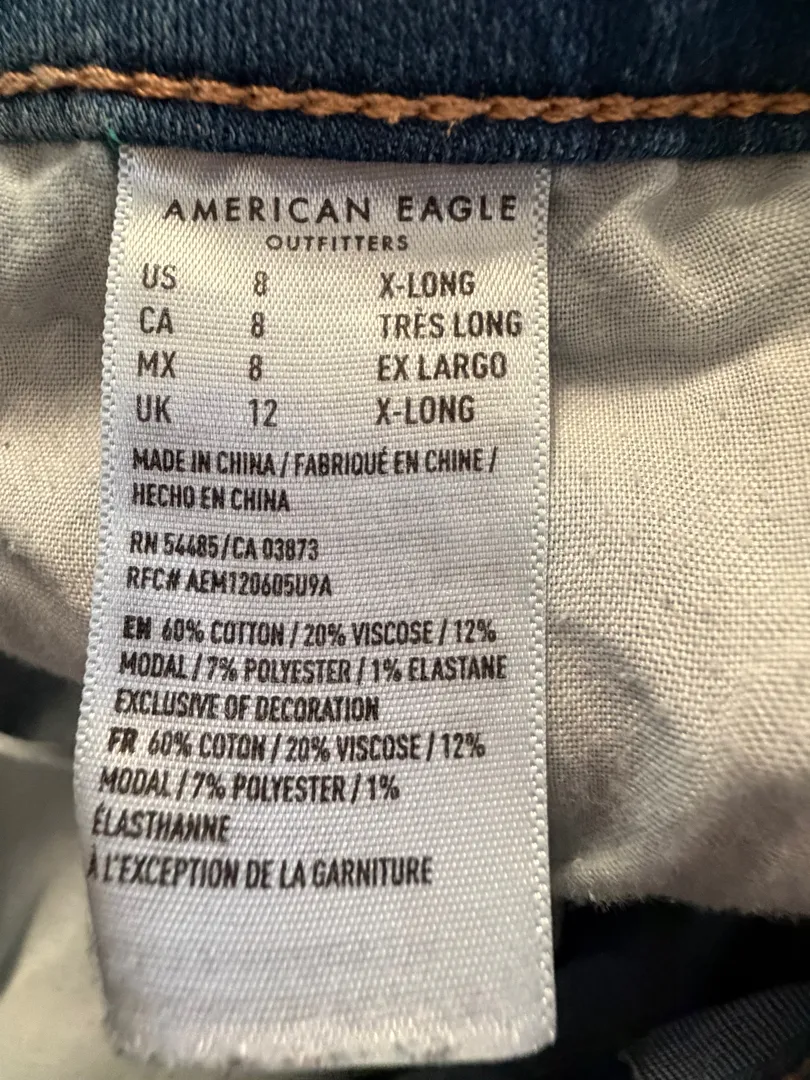 AMERICAN EAGLE
OUTFITTERS
US 8 X-LONG
CA 8 TRÈS LONG
MX 8 EX LARGO
UK 12 X-LONG
MADE IN CHINA / FABRIQUÉ EN CHINE /
HECHO EN CHINA
RN 54485/CA 03873
RFC# AEM120605U9A
EN 60% COTTON / 20% VISCOSE / 12%
MODAL / 7% POLYESTER / 1% ELASTANE
EXCLUSIVE OF DECORATION
FR 60% COTON / 20% VISCOSE / 12%
MODAL / 7% POLYESTER / 1%
ÉLASTHANNE
À L'EXCEPTION DE LA GARNITURE